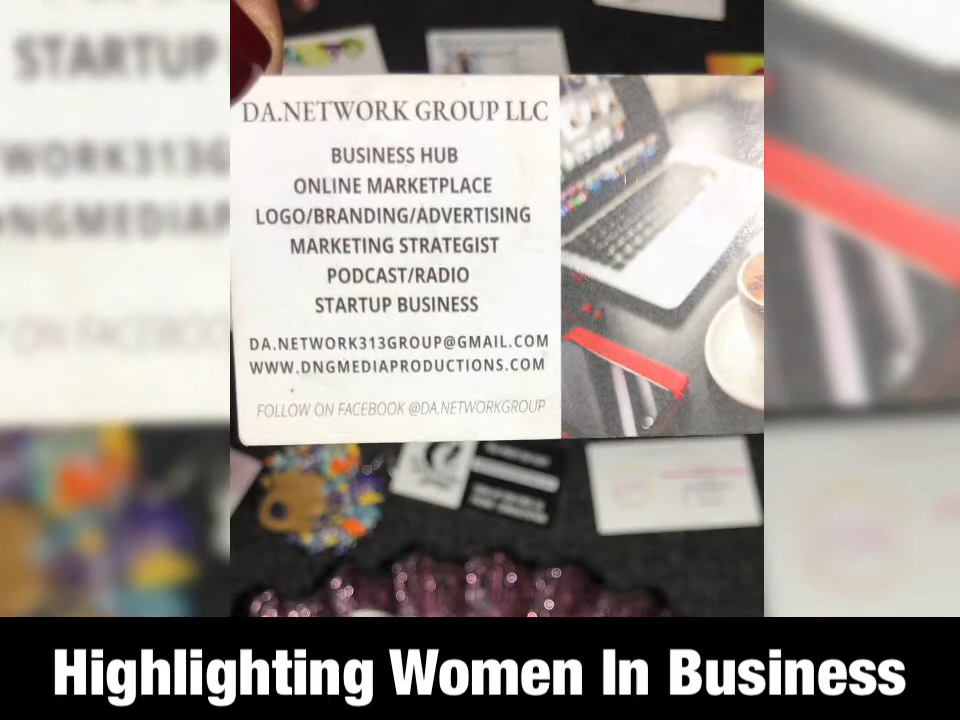 DA.NETWORK GROUP LLC
BUSINESS HUB
ONLINE MARKETPLACE
LOGO/BRANDING/ADVERTISING
MARKETING STRATEGIST
PODCAST/RADIO
STARTUP BUSINESS
DA.NETWORK313GROUP@GMAIL.COM
WWW.DNGMEDIAPRODUCTIONS.COM
FOLLOW ON FACEBOOK @DA.NETWORKGROUP
Highlighting Women In Business